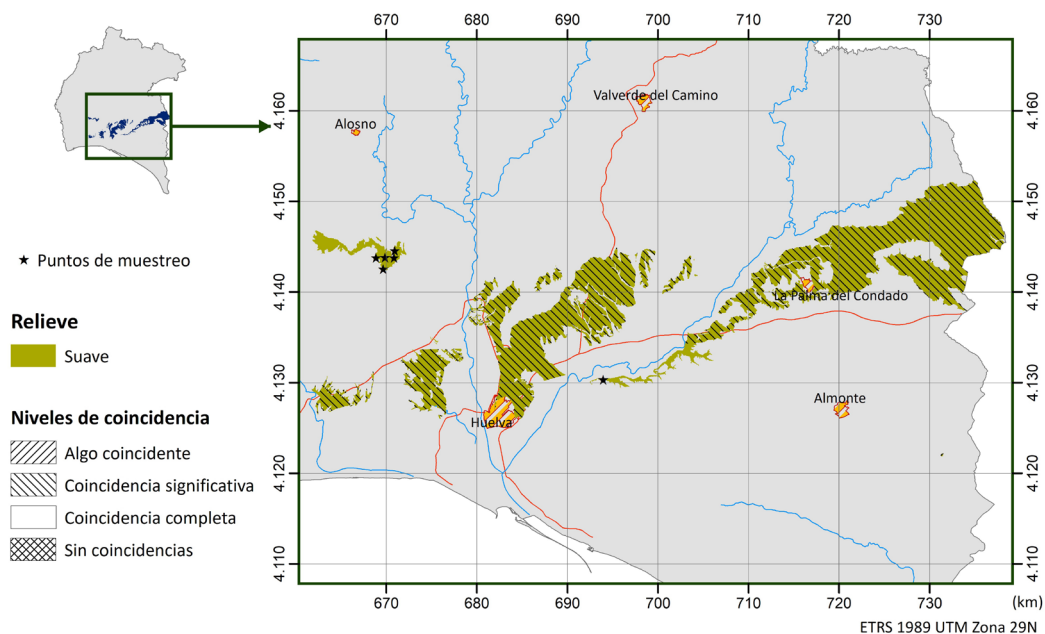 670 680 690 700 710 720 730
4.160
4.150
4.140
4.130
4.120
4.110
Valverde del Camino
Alosno
La Palma del Condado
Almonte
Huelva
4.160
4.150
4.140
4.130
4.120
4.110
670 680 690 700 710 720 730 (km)
ETRS 1989 UTM Zona 29N
Puntos de muestreo
Relieve
Suave
Niveles de coincidencia
Algo coincidente
Coincidencia significativa
Coincidencia completa
Sin coincidencias